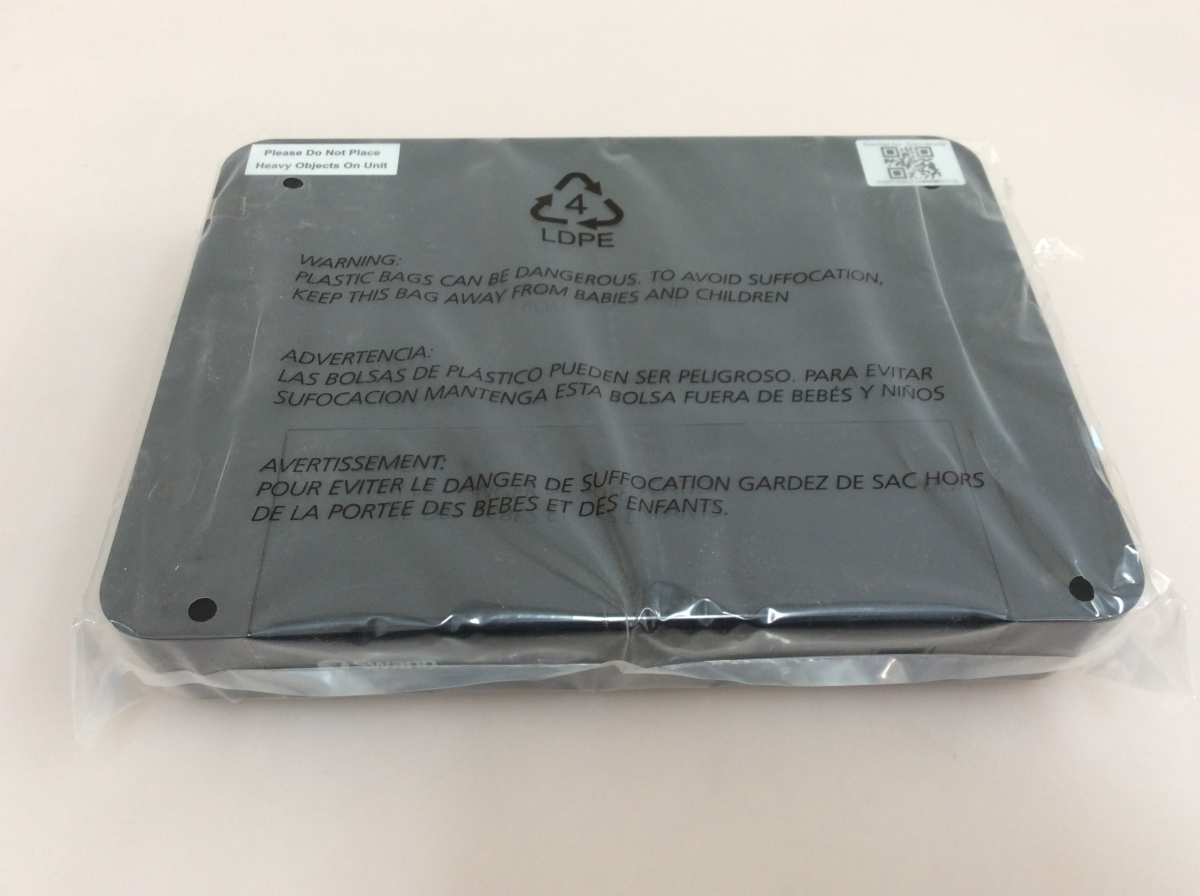 Please Do Not Place
Heavy Objects On Unit
4
LDPE
WARNING:
PLASTIC BAGS CAN BE DANGEROUS. TO AVOID SUFFOCATION,
KEEP THIS BAG AWAY FROM BABIES AND CHILDREN
ADVERTENCIA:
LAS BOLSAS DE PLASTICO PUEDEN SER PELIGROSO. PARA EVITAR
SUFOCACION MANTENGA ESTA BOLSA FUERA DE BEBÉS Y NIÑOS
AVERTISSEMENT:
POUR EVITER LE DANGER DE SUFFOCATION GARDEZ DE SAC HORS
DE LA PORTEE DES BEBES ET DES ENFANTS.
swann